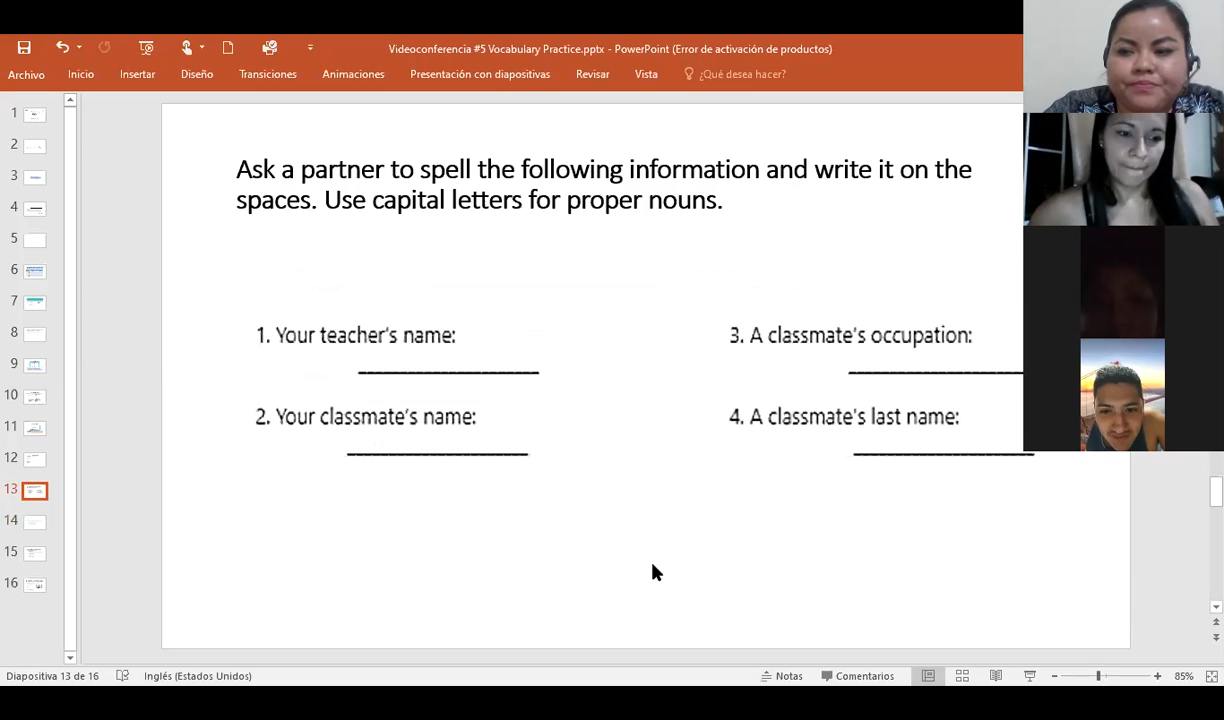 Videoconferencia #5 Vocabulary Practice.pptx - PowerPoint (Error de activación de productos)
Archivo Inicio Insertar Diseño Transiciones Animaciones Presentación con diapositivas Revisar Vista ¿Qué desea hacer?
1
2
3
4
5
6
7
8
9
10
11
12
13
14
15
16
Ask a partner to spell the following information and write it on the
spaces. Use capital letters for proper nouns.
1. Your teacher's name:
2. Your classmate's name:
3. A classmate's occupation:
4. A classmate's last name:
Diapositiva 13 de 16 Inglés (Estados Unidos) Notas Comentarios 85%